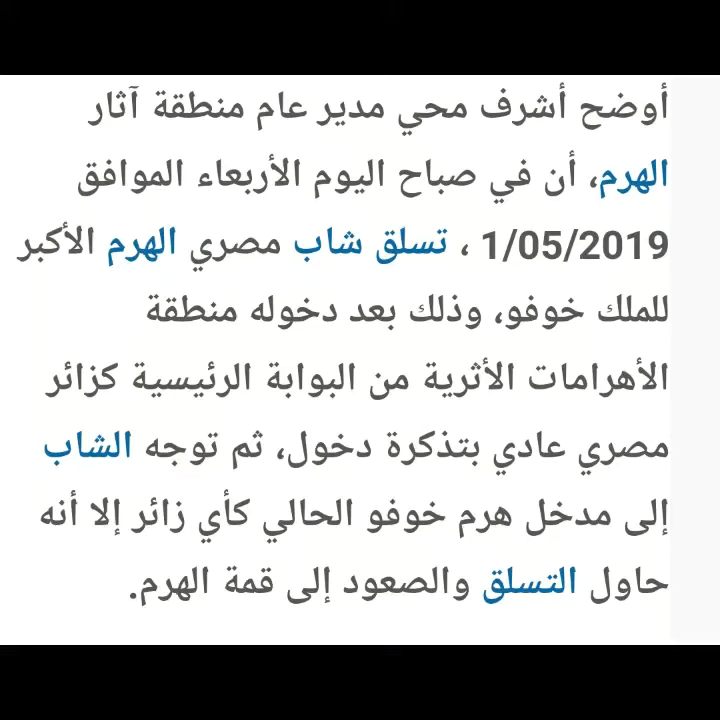 أوضح أشرف محي مدير عام منطقة آثار
الهرم، أن في صباح اليوم الأربعاء الموافق
1/05/2019 ، تسلق شاب مصري الهرم الأكبر
للملك خوفو، وذلك بعد دخوله منطقة
الأهرامات الأثرية من البوابة الرئيسية كزائر
مصري عادي بتذكرة دخول، ثم توجه الشاب
إلى مدخل هرم خوفو الحالي كأي زائر إلا أنه
حاول التسلق والصعود إلى قمة الهرم.